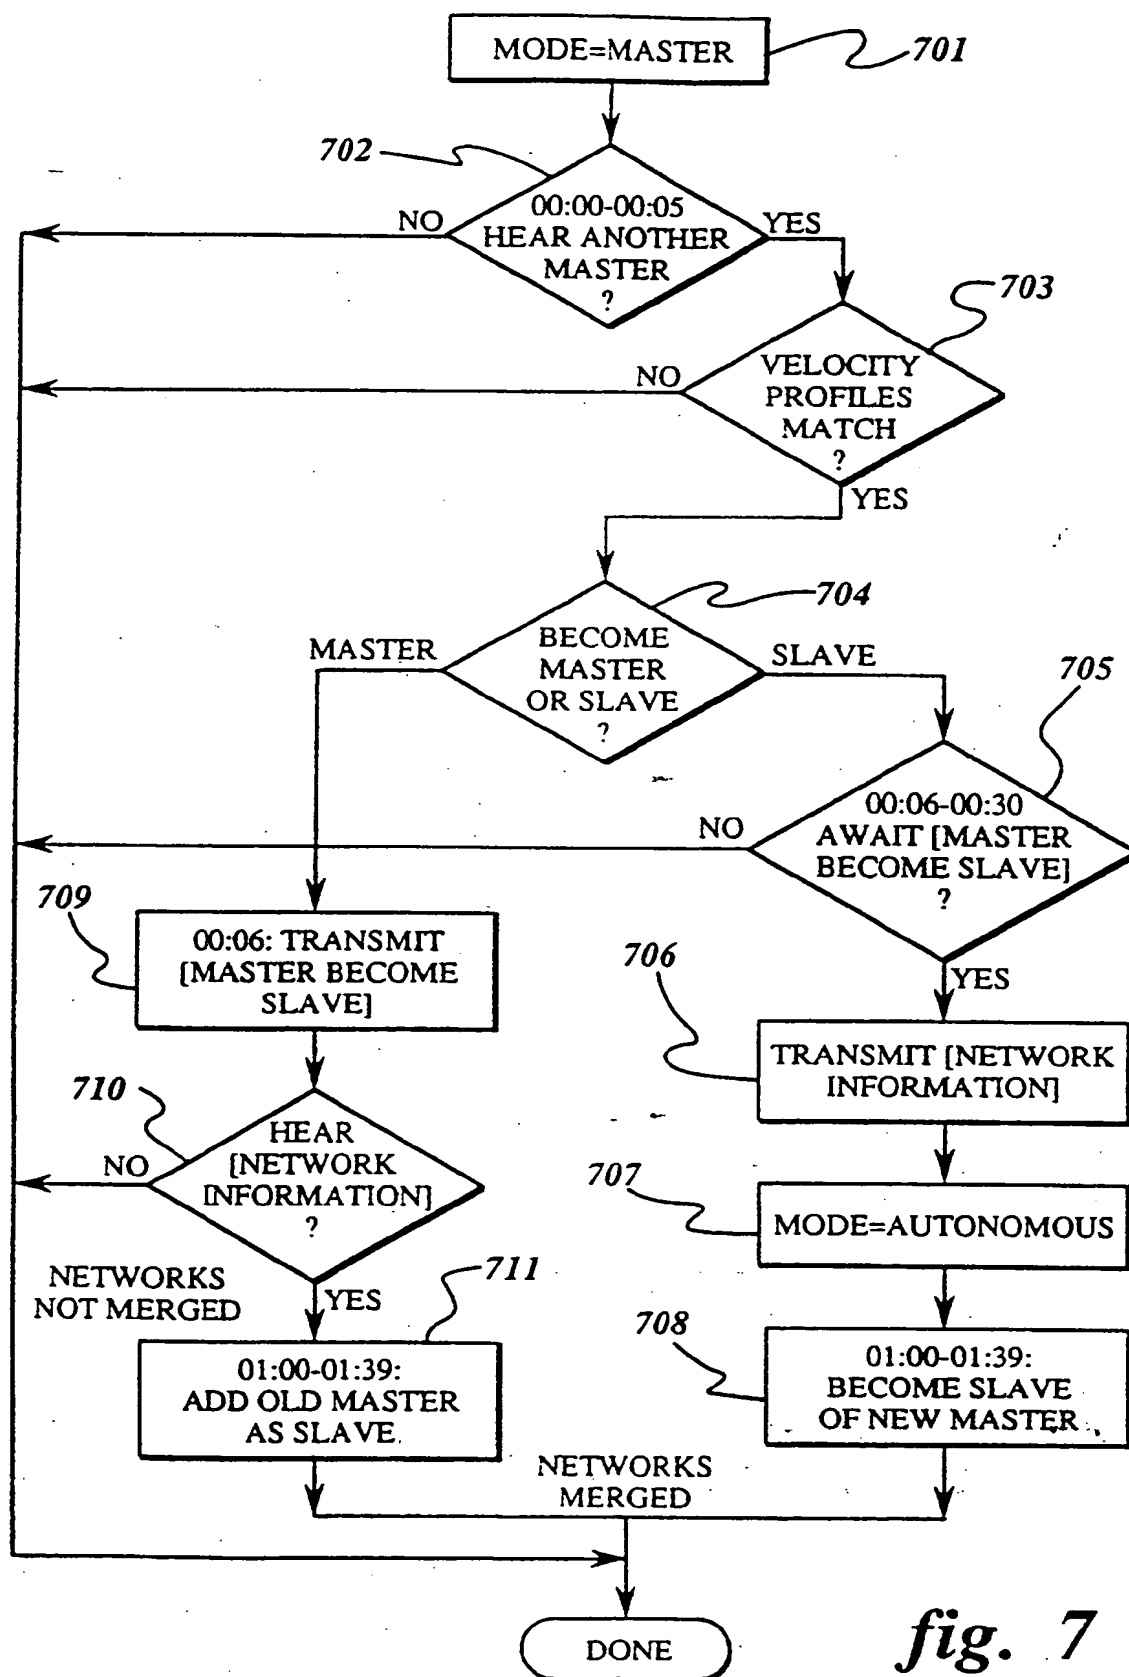 MODE=MASTER
701
702
00:00-00:05
HEAR ANOTHER
MASTER
?
NO
YES
703
VELOCITY
PROFILES
MATCH
?
NO
YES
704
BECOME
MASTER
OR SLAVE
?
MASTER
SLAVE
705
00:06-00:30
AWAIT [MASTER
BECOME SLAVE]
?
NO
YES
709
00:06: TRANSMIT
[MASTER BECOME
SLAVE]
706
TRANSMIT [NETWORK
INFORMATION]
710
HEAR
[NETWORK
INFORMATION]
?
NO
YES
707
MODE=AUTONOMOUS
NETWORKS
NOT MERGED
711
01:00-01:39:
ADD OLD MASTER
AS SLAVE
708
01:00-01:39:
BECOME SLAVE
OF NEW MASTER
NETWORKS
MERGED
DONE
fig. 7